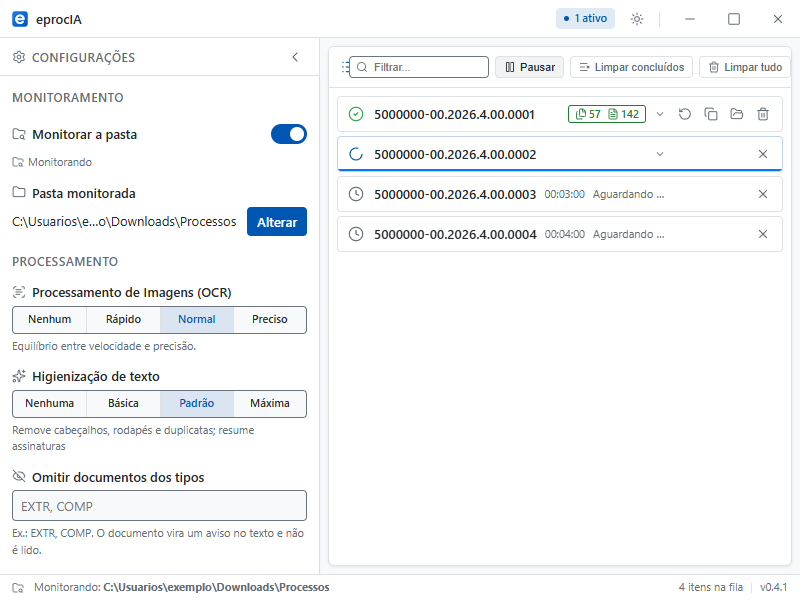 eprocIA
1 ativo
CONFIGURAÇÕES
MONITORAMENTO
Monitorar a pasta
Monitorando
Pasta monitorada
C:\Usuarios\e...o\Downloads\Processos
Alterar
PROCESSAMENTO
Processamento de Imagens (OCR)
Nenhum Rápido Normal Preciso
Equilíbrio entre velocidade e precisão.
Higienização de texto
Nenhuma Básica Padrão Máxima
Remove cabeçalhos, rodapés e duplicatas; resume
assinaturas
Omitir documentos dos tipos
EXTR, COMP
Ex.: EXTR, COMP. O documento vira um aviso no texto e não
é lido.
Filtrar... Pausar Limpar concluídos Limpar tudo
5000000-00.2026.4.00.0001 57 142
5000000-00.2026.4.00.0002
5000000-00.2026.4.00.0003 00:03:00 Aguardando ...
5000000-00.2026.4.00.0004 00:04:00 Aguardando ...
Monitorando: C:\Usuarios\exemplo\Downloads\Processos
4 itens na fila v0.4.1